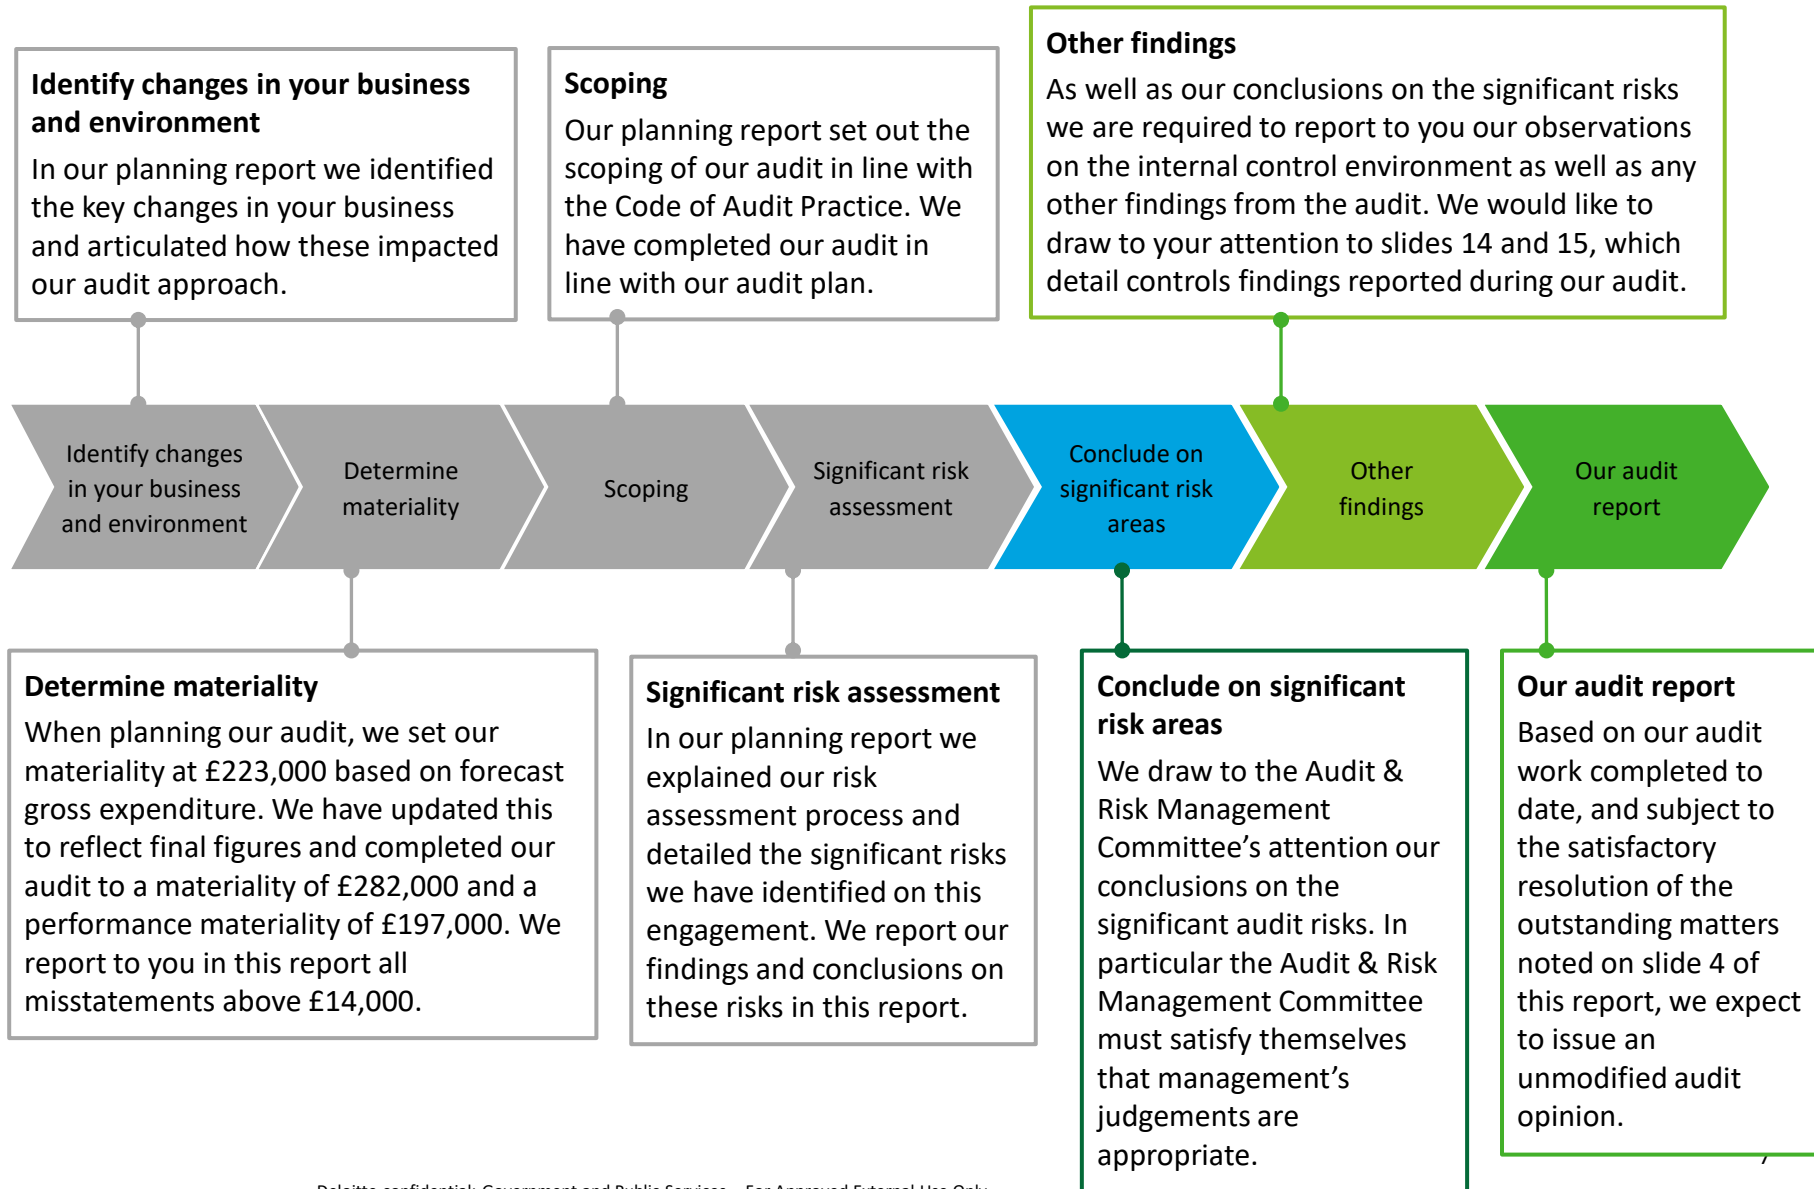 Identify changes in your business
and environment
In our planning report we identified
the key changes in your business
and articulated how these impacted
our audit approach.
Scoping
Our planning report set out the
scoping of our audit in line with
the Code of Audit Practice. We
have completed our audit in
line with our audit plan.
Other findings
As well as our conclusions on the significant risks
we are required to report to you our observations
on the internal control environment as well as any
other findings from the audit. We would like to
draw to your attention to slides 14 and 15, which
detail controls findings reported during our audit.
Identify changes
in your business
and environment
Determine
materiality
Scoping
Significant risk
assessment
Conclude on
significant risk
areas
Other
findings
Our audit
report
Determine materiality
When planning our audit, we set our
materiality at £223,000 based on forecast
gross expenditure. We have updated this
to reflect final figures and completed our
audit to a materiality of £282,000 and a
performance materiality of £197,000. We
report to you in this report all
misstatements above £14,000.
Significant risk assessment
In our planning report we
explained our risk
assessment process and
detailed the significant risks
we have identified on this
engagement. We report our
findings and conclusions on
these risks in this report.
Conclude on significant
risk areas
We draw to the Audit &
Risk Management
Committee’s attention our
conclusions on the
significant audit risks. In
particular the Audit & Risk
Management Committee
must satisfy themselves
that management’s
judgements are
appropriate.
Our audit report
Based on our audit
work completed to
date, and subject to
the satisfactory
resolution of the
outstanding matters
noted on slide 4 of
this report, we expect
to issue an
unmodified audit
opinion.
Deloitte confidential: Government and Public Services – For Approved External Use Only